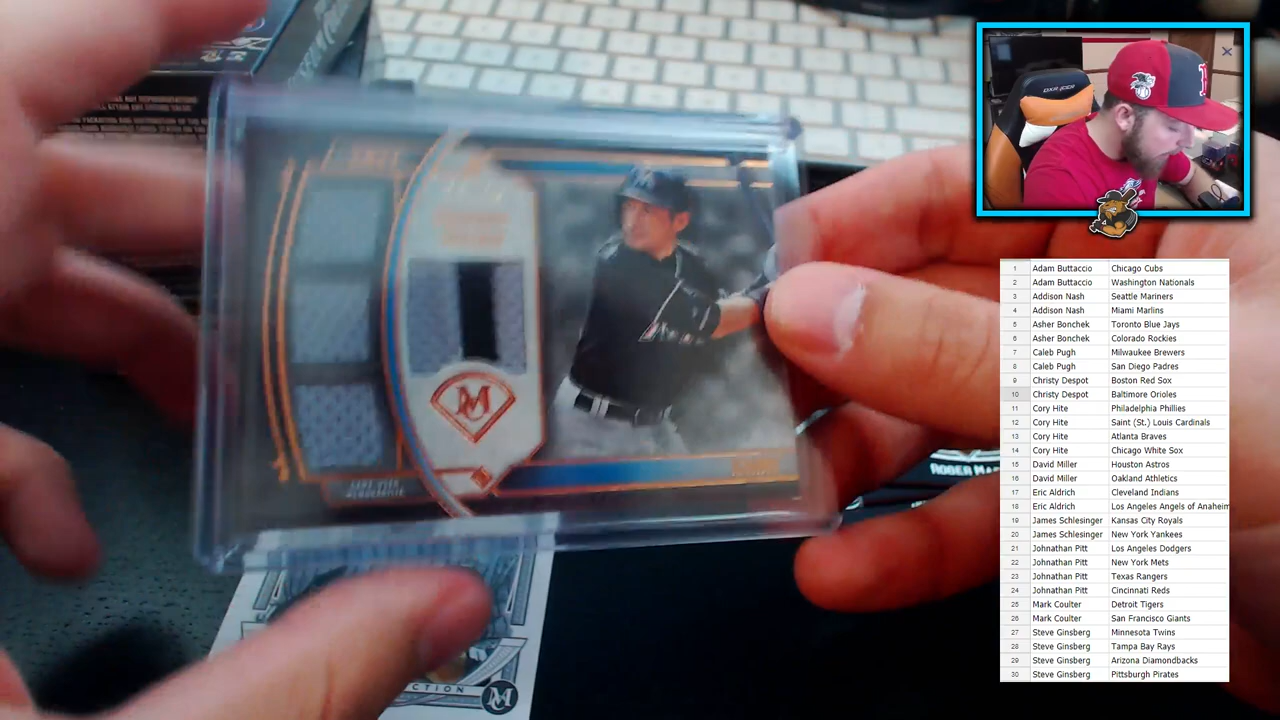 1 Adam Buttaccio Chicago Cubs
2 Adam Buttaccio Washington Nationals
3 Addison Nash Seattle Mariners
4 Addison Nash Miami Marlins
5 Asher Bonchek Toronto Blue Jays
6 Asher Bonchek Colorado Rockies
7 Caleb Pugh Milwaukee Brewers
8 Caleb Pugh San Diego Padres
9 Christy Despot Boston Red Sox
10 Christy Despot Baltimore Orioles
11 Cory Hite Philadelphia Phillies
12 Cory Hite Saint (St.) Louis Cardinals
13 Cory Hite Atlanta Braves
14 Cory Hite Chicago White Sox
15 David Miller Houston Astros
16 David Miller Oakland Athletics
17 Eric Aldrich Cleveland Indians
18 Eric Aldrich Los Angeles Angels of Anaheim
19 James Schlesinger Kansas City Royals
20 James Schlesinger New York Yankees
21 Johnathan Pitt Los Angeles Dodgers
22 Johnathan Pitt New York Mets
23 Johnathan Pitt Texas Rangers
24 Johnathan Pitt Cincinnati Reds
25 Mark Coulter Detroit Tigers
26 Mark Coulter San Francisco Giants
27 Steve Ginsberg Minnesota Twins
28 Steve Ginsberg Tampa Bay Rays
29 Steve Ginsberg Arizona Diamondbacks
30 Steve Ginsberg Pittsburgh Pirates
M
ROGER
CTION M